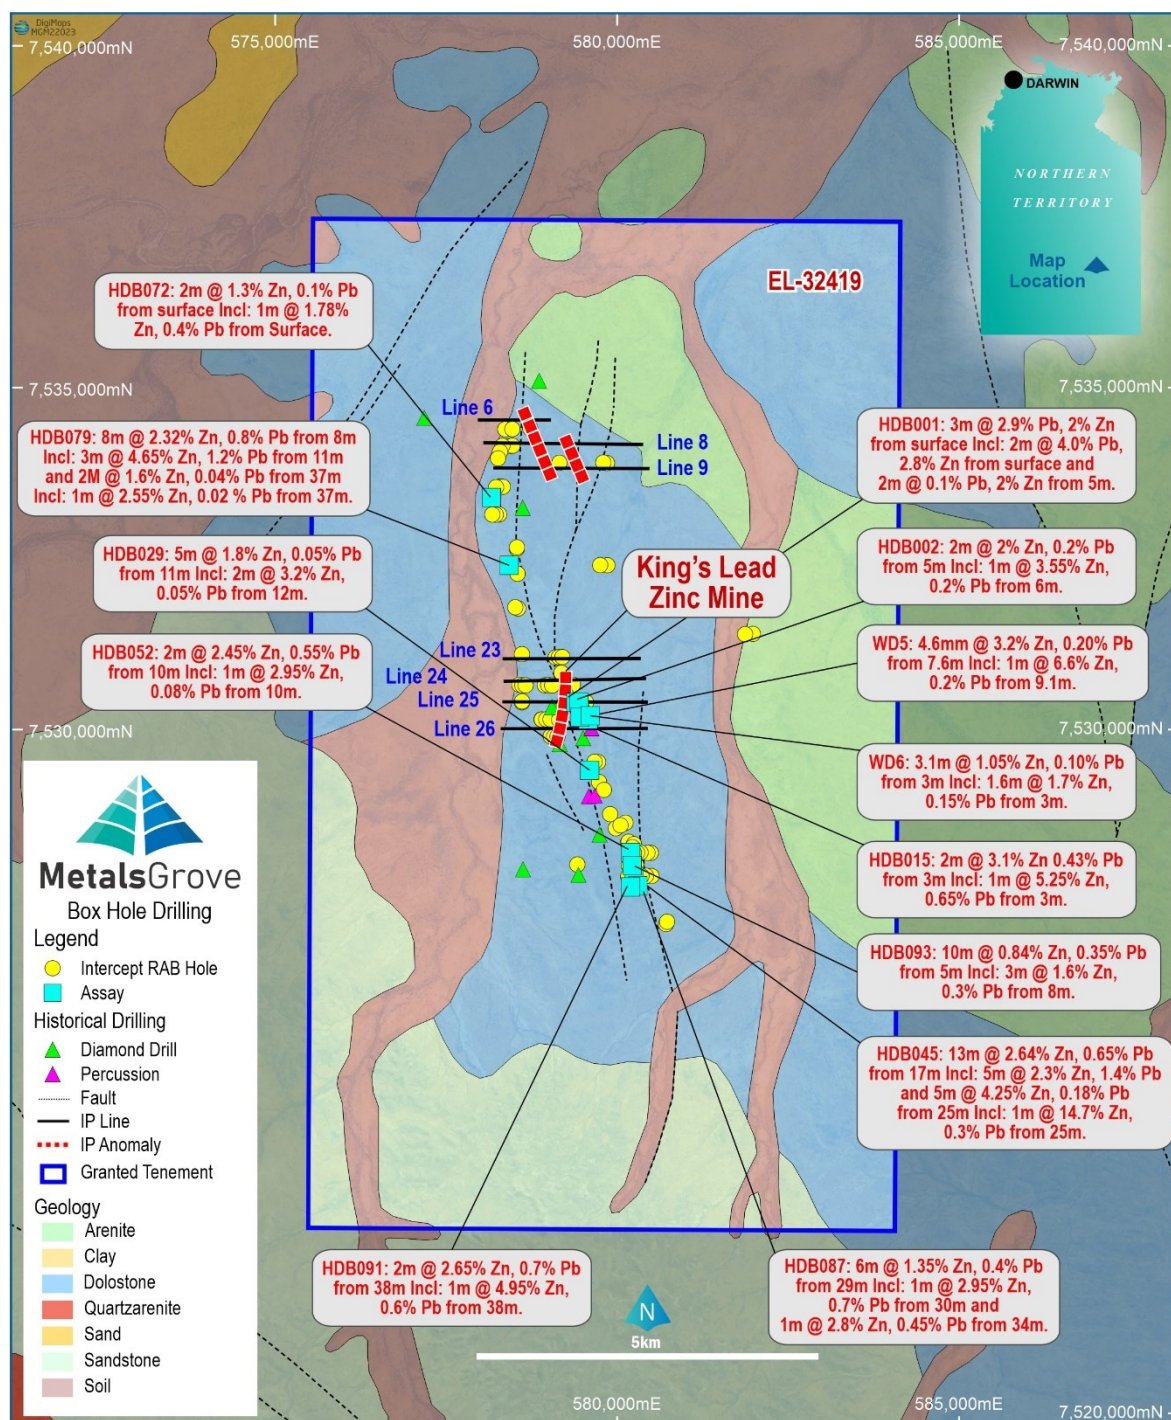 DigiMaps
MGM22023
575,000mE
580,000mE
585,000mE
7,540,000mN
7,540,000mN
DARWIN
NORTHERN
TERRITORY
Map
Location
EL-32419
HDB072: 2m @ 1.3% Zn, 0.1% Pb
from surface Incl: 1m @ 1.78%
Zn, 0.4% Pb from Surface.
7,535,000mN
7,535,000mN
Line 6
Line 8
Line 9
HDB079: 8m @ 2.32% Zn, 0.8% Pb from 8m
Incl: 3m @ 4.65% Zn, 1.2% Pb from 11m
and 2M @ 1.6% Zn, 0.04% Pb from 37m
Incl: 1m @ 2.55% Zn, 0.02 % Pb from 37m.
HDB001: 3m @ 2.9% Pb, 2% Zn
from surface Incl: 2m @ 4.0% Pb,
2.8% Zn from surface and
2m @ 0.1% Pb, 2% Zn from 5m.
HDB029: 5m @ 1.8% Zn, 0.05% Pb
from 11m Incl: 2m @ 3.2% Zn,
0.05% Pb from 12m.
King's Lead
Zinc Mine
HDB002: 2m @ 2% Zn, 0.2% Pb
from 5m Incl: 1m @ 3.55% Zn,
0.2% Pb from 6m.
HDB052: 2m @ 2.45% Zn, 0.55% Pb
from 10m Incl: 1m @ 2.95% Zn,
0.08% Pb from 10m.
Line 23
Line 24
Line 25
Line 26
WD5: 4.6mm @ 3.2% Zn, 0.20% Pb
from 7.6m Incl: 1m @ 6.6% Zn,
0.2% Pb from 9.1m.
7,530,000mN
7,530,000mN
WD6: 3.1m @ 1.05% Zn, 0.10% Pb
from 3m Incl: 1.6m @ 1.7% Zn,
0.15% Pb from 3m.
HDB015: 2m @ 3.1% Zn 0.43% Pb
from 3m Incl: 1m @ 5.25% Zn,
0.65% Pb from 3m.
HDB093: 10m @ 0.84% Zn, 0.35% Pb
from 5m Incl: 3m @ 1.6% Zn,
0.3% Pb from 8m.
HDB045: 13m @ 2.64% Zn, 0.65% Pb
from 17m Incl: 5m @ 2.3% Zn, 1.4% Pb
and 5m @ 4.25% Zn, 0.18% Pb
from 25m Incl: 1m @ 14.7% Zn,
0.3% Pb from 25m.
MetalsGrove
Box Hole Drilling
Legend
Intercept RAB Hole
Assay
Historical Drilling
Diamond Drill
Percussion
Fault
IP Line
IP Anomaly
Granted Tenement
Geology
Arenite
Clay
Dolostone
Quartzarenite
Sand
Sandstone
Soil
HDB091: 2m @ 2.65% Zn, 0.7% Pb
from 38m Incl: 1m @ 4.95% Zn,
0.6% Pb from 38m.
HDB087: 6m @ 1.35% Zn, 0.4% Pb
from 29m Incl: 1m @ 2.95% Zn,
0.7% Pb from 30m and
1m @ 2.8% Zn, 0.45% Pb from 34m.
N
5km
580,000mE
585,000mE
7,520,000mN